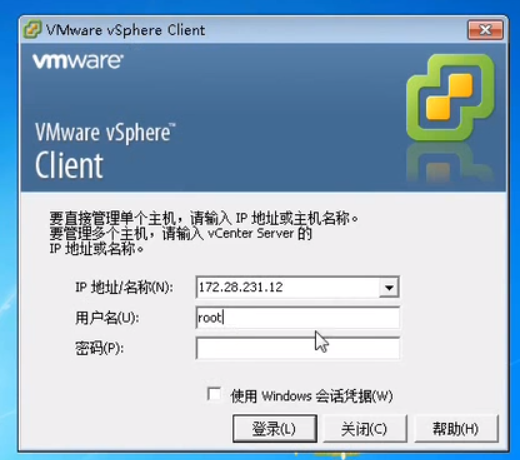 VMware vSphere Client
vmware
VMware vSphere™
Client
要直接管理单个主机，请输入 IP 地址或主机名称。
要管理多个主机，请输入 vCenter Server 的
IP 地址或名称。
IP 地址/名称(N): 172.28.231.12
用户名(U): root
密码(P):
使用 Windows 会话凭据(W)
登录(L) 关闭(C) 帮助(H)